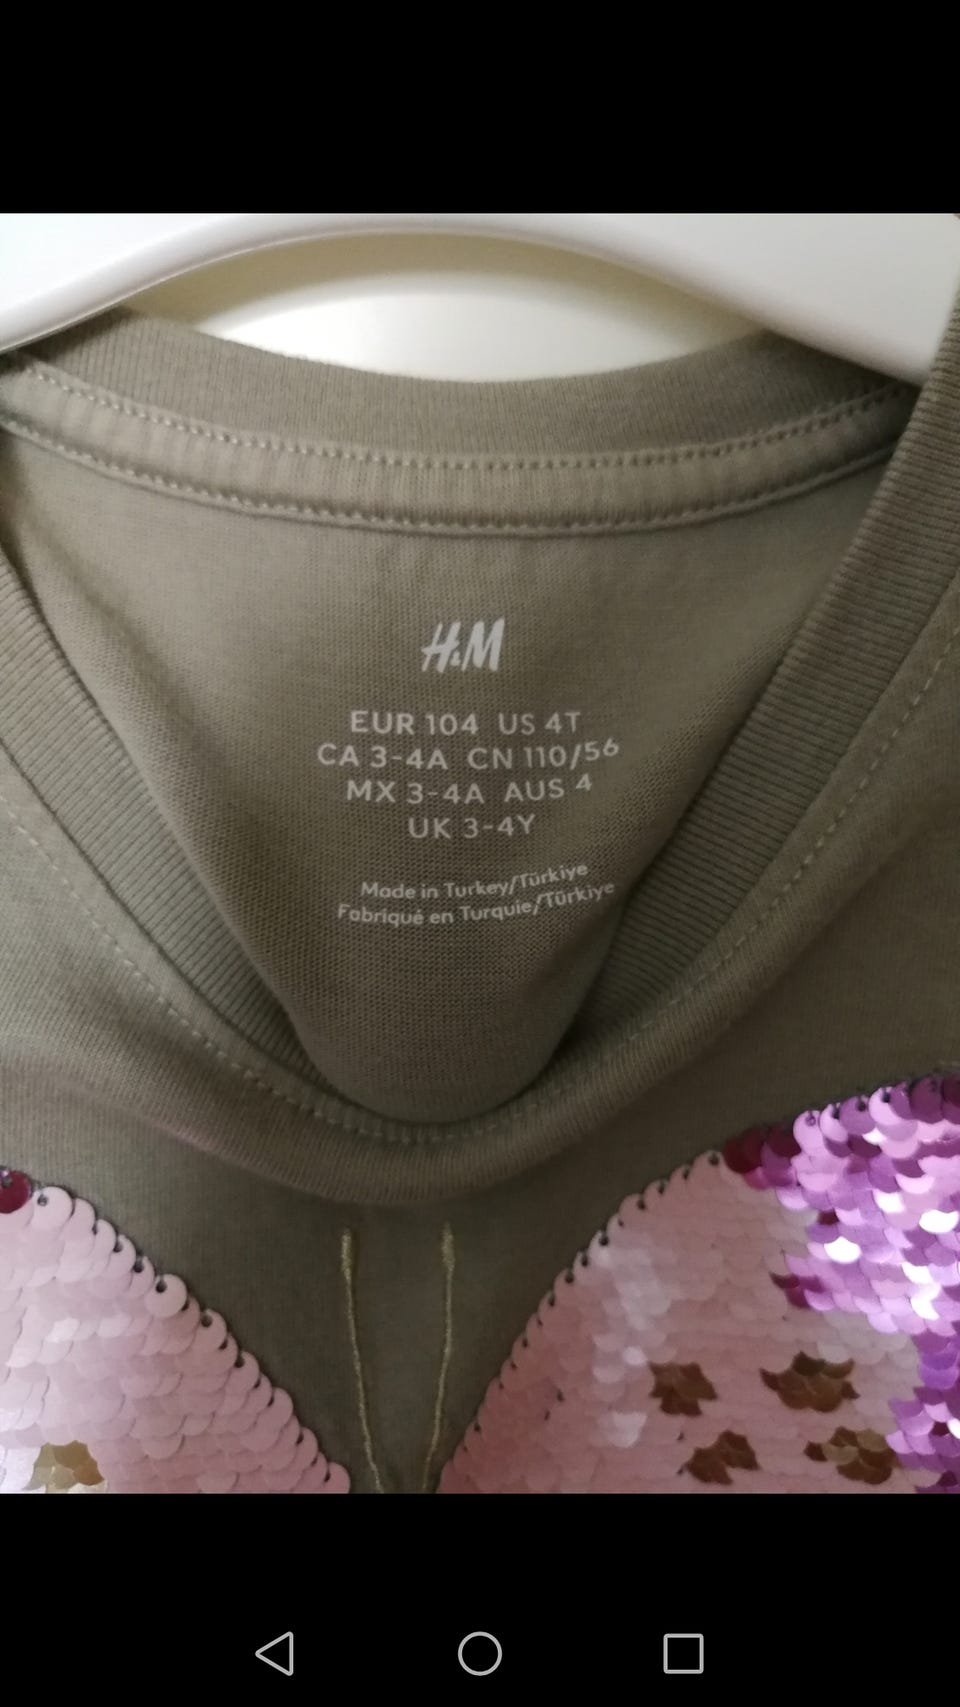 H&M
EUR 104 US 4T
CA 3-4A CN 110/56
MX 3-4A AUS 4
UK 3-4Y
Made in Turkey/Türkiye
Fabriqué en Turquie/Türkiye